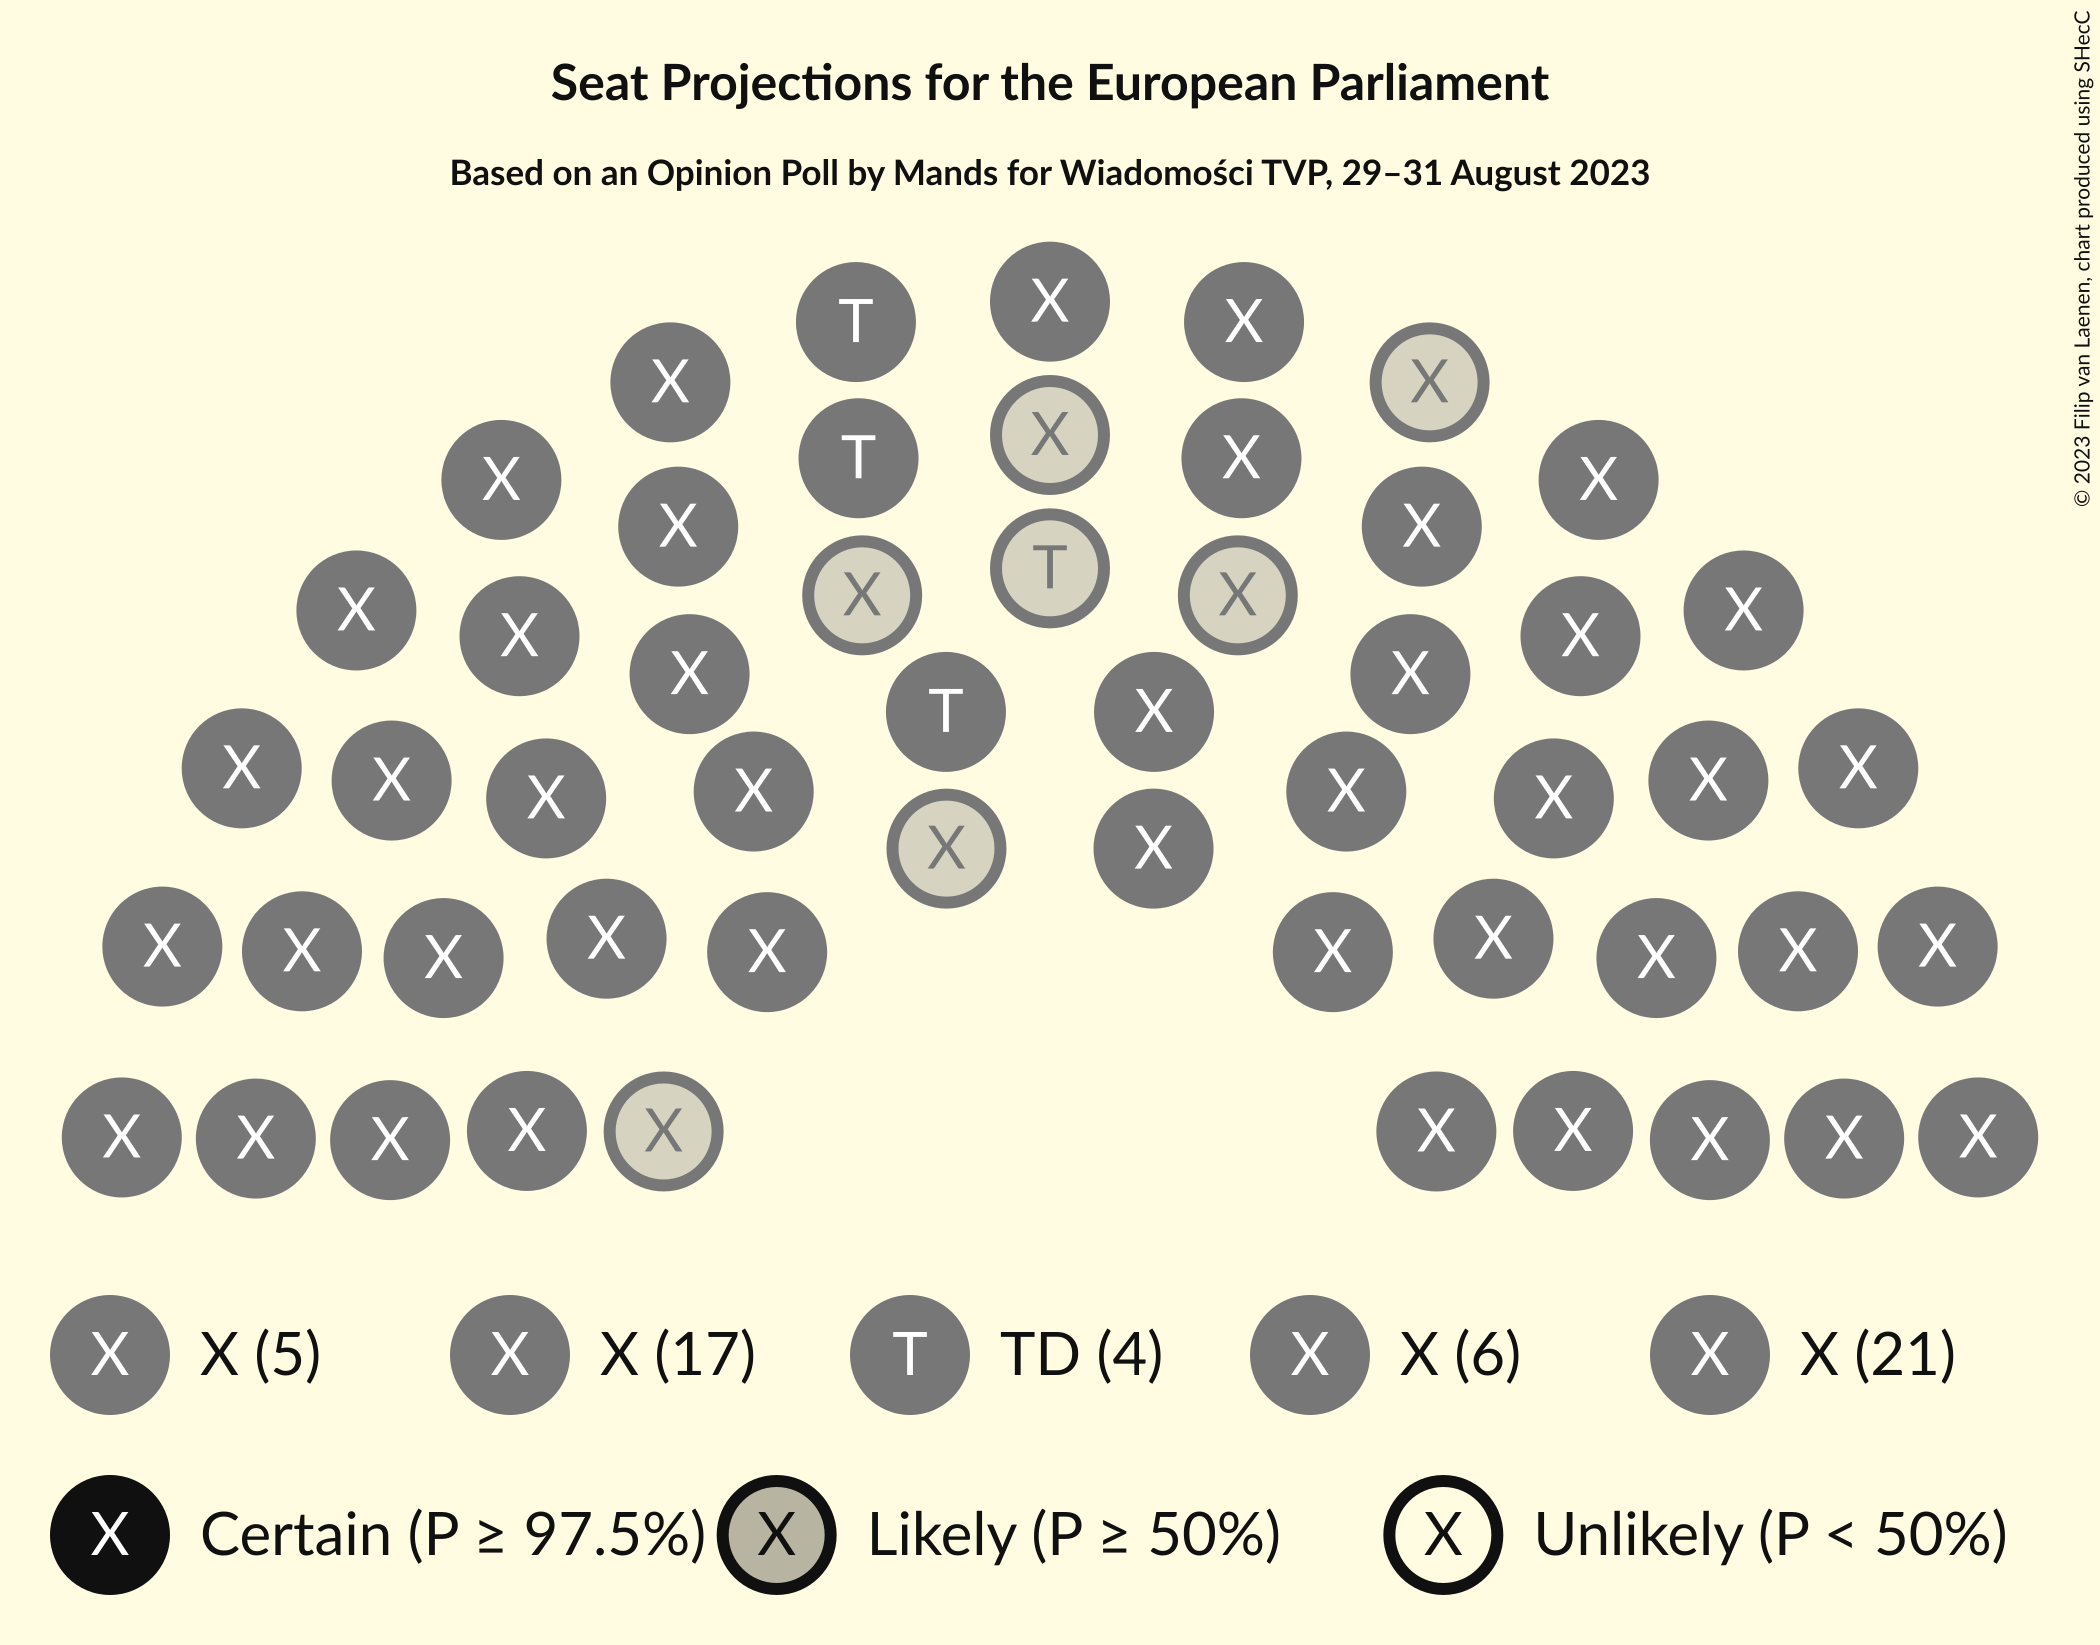 Seat Projections for the European Parliament
Based on an Opinion Poll by Mands for Wiadomości TVP, 29–31 August 2023
© 2023 Filip van Laenen, chart produced using SHecC
T X X
X X
X T X X
X X X X
X T X
X X X X
X X
T X
X X X X X X X X
X X
X X X X X X X X X X
X X X X X X X X X X
X X (5) X X (17) T TD (4) X X (6) X X (21)
X Certain (P ≥ 97.5%) X Likely (P ≥ 50%) X Unlikely (P < 50%)